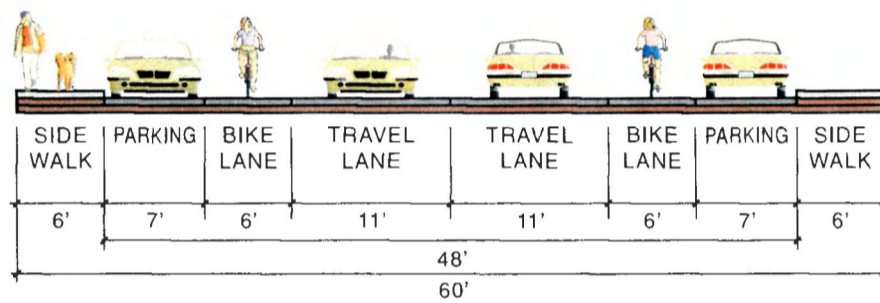 SIDE WALK PARKING BIKE LANE TRAVEL LANE TRAVEL LANE BIKE LANE PARKING SIDE WALK
6' 7' 6' 11' 11' 6' 7' 6'
48'
60'